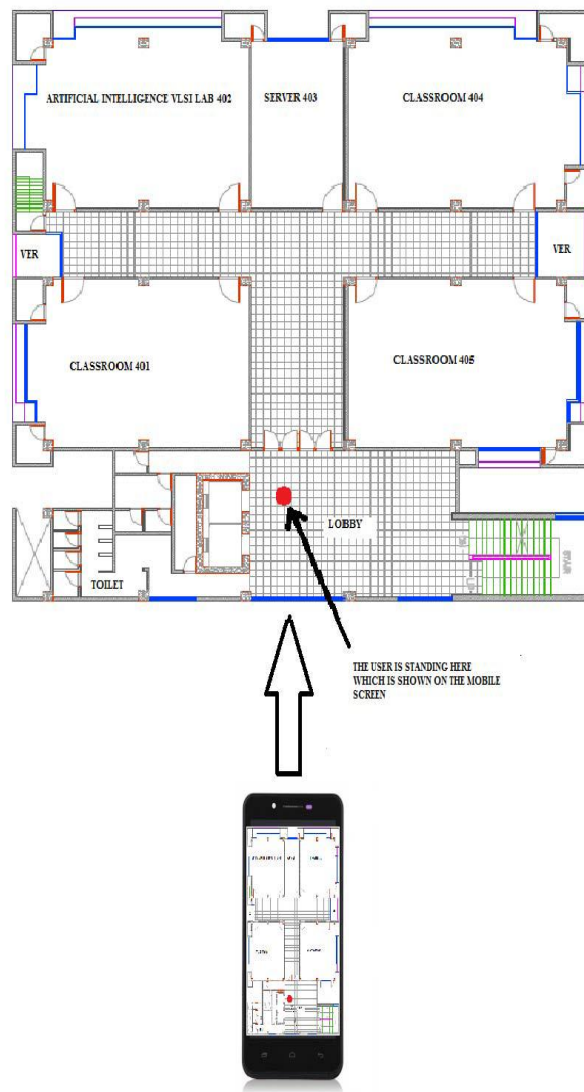 ARTIFICIAL INTELLIGENCE VLSI LAB 402
SERVER 403
CLASSROOM 404
VER
VER
CLASSROOM 401
CLASSROOM 405
LOBBY
TOILET
STAIR
THE USER IS STANDING HERE
WHICH IS SHOWN ON THE MOBILE
SCREEN